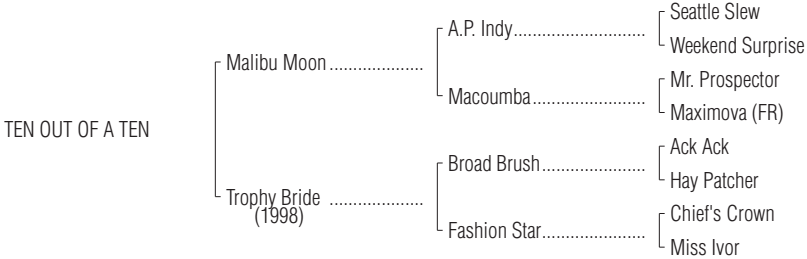 Seattle Slew
A.P. Indy..............................
Weekend Surprise
Malibu Moon ....................
Mr. Prospector
Macoumba.........................
Maximova (FR)
TEN OUT OF A TEN
Ack Ack
Broad Brush.......................
Hay Patcher
Trophy Bride ....................
(1998)
Chief's Crown
Fashion Star.......................
Miss Ivor